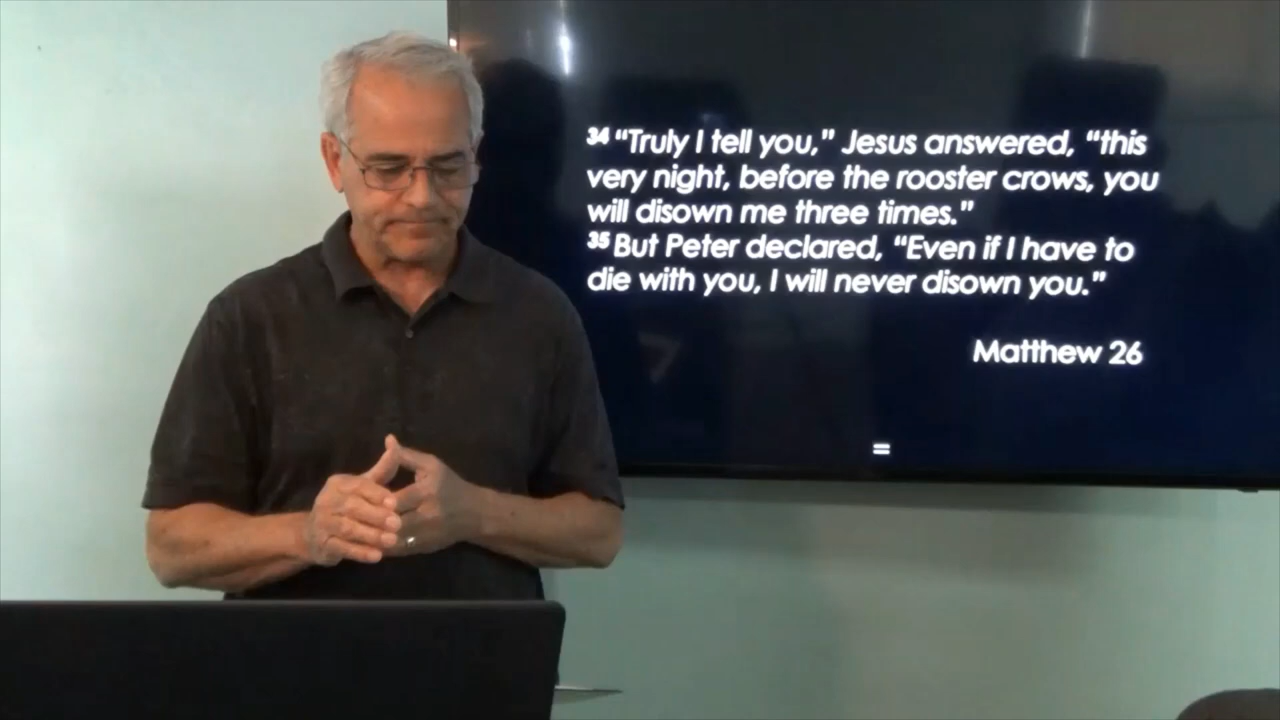 34 “Truly I tell you,” Jesus answered, “this
very night, before the rooster crows, you
will disown me three times.”
35 But Peter declared, “Even if I have to
die with you, I will never disown you.”
Matthew 26